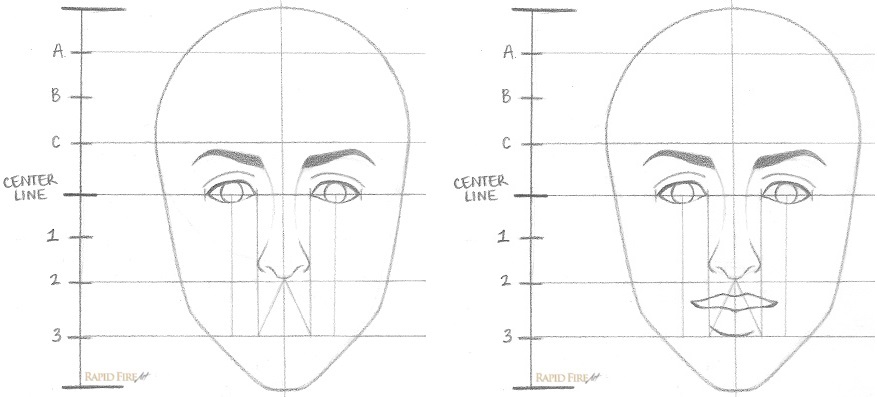 A
B
C
CENTER
LINE
1
2
3
RAPID FIRE Art
A
B
C
CENTER
LINE
1
2
3
RAPID FIRE Art